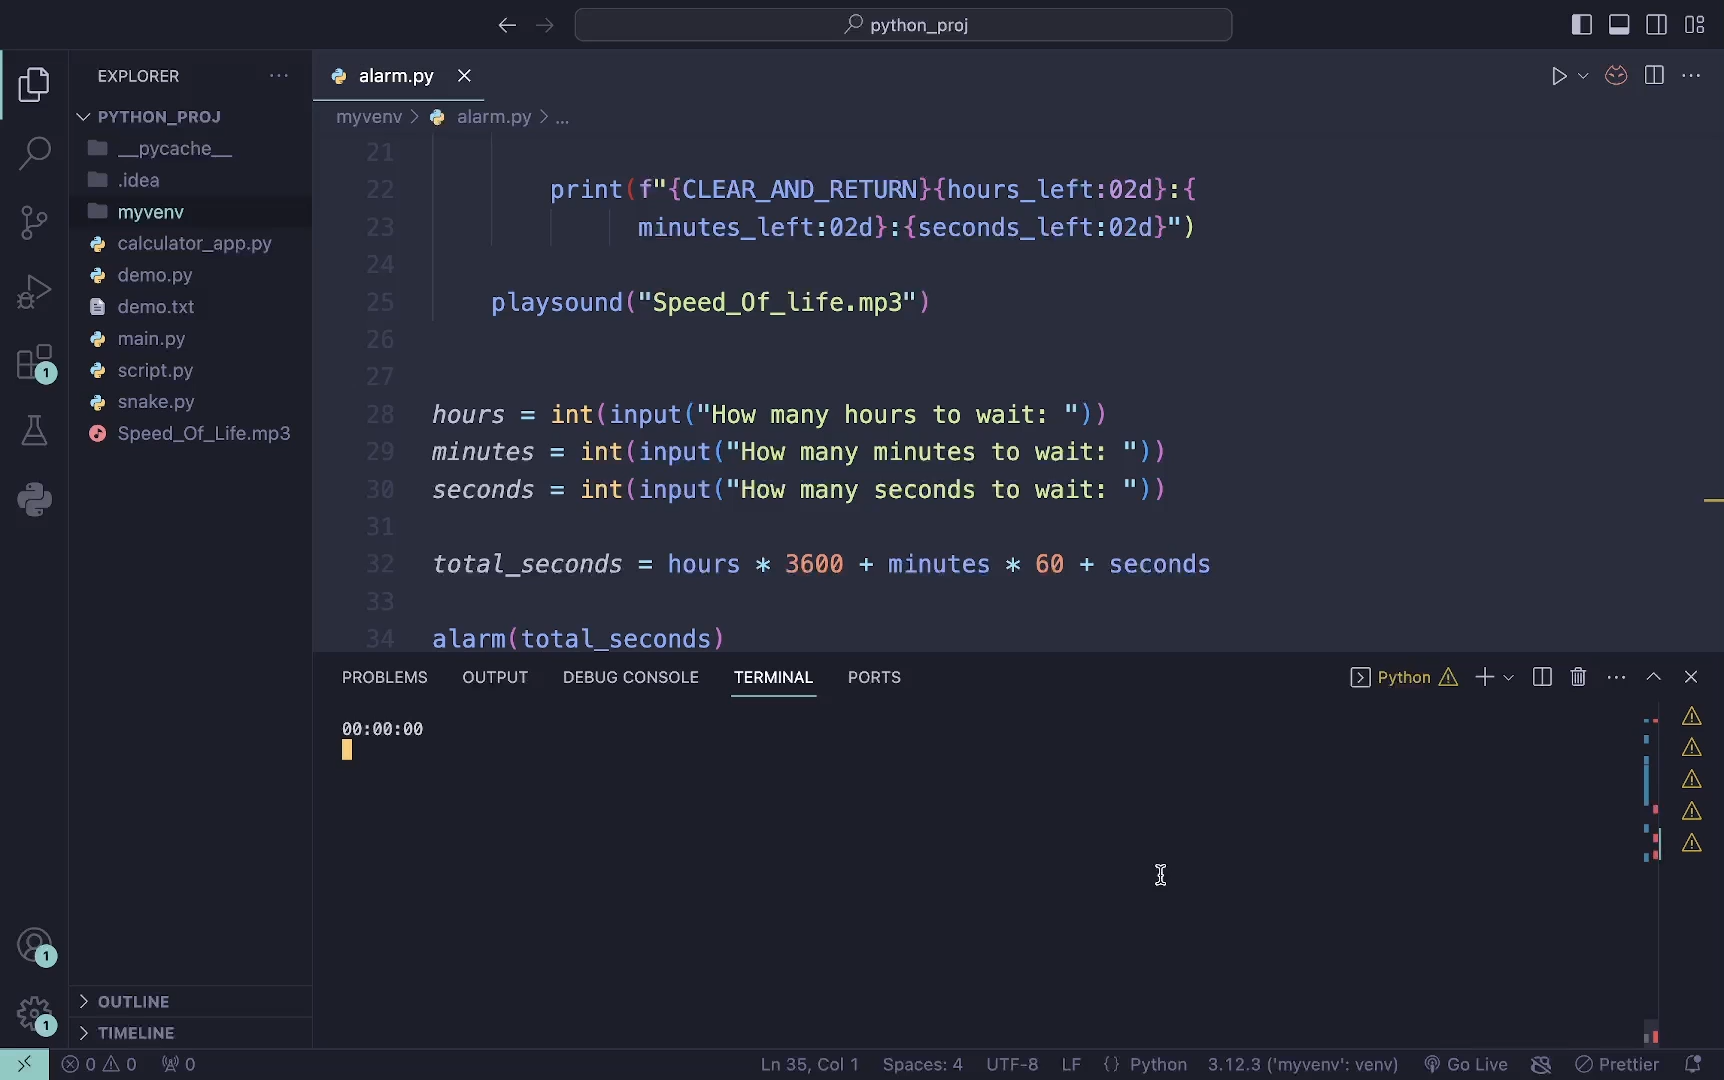 python_proj
EXPLORER
PYTHON_PROJ
__pycache__
.idea
myvenv
calculator_app.py
demo.py
demo.txt
main.py
script.py
snake.py
Speed_Of_Life.mp3
1
1
1
OUTLINE
TIMELINE
alarm.py
myvenv > alarm.py > ...
21
22 print(f"{CLEAR_AND_RETURN}{hours_left:02d}:{
23 minutes_left:02d}:{seconds_left:02d}")
24
25 playsound("Speed_Of_life.mp3")
26
27
28 hours = int(input("How many hours to wait: "))
29 minutes = int(input("How many minutes to wait: "))
30 seconds = int(input("How many seconds to wait: "))
31
32 total_seconds = hours * 3600 + minutes * 60 + seconds
33
34 alarm(total_seconds)
PROBLEMS OUTPUT DEBUG CONSOLE TERMINAL PORTS
Python
00:00:00
0 0 0
Ln 35, Col 1 Spaces: 4 UTF-8 LF {} Python 3.12.3 ('myvenv': venv) Go Live Prettier